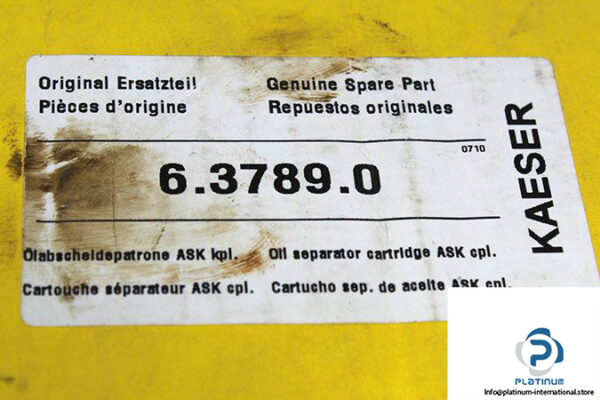 Original Ersatzteil Genuine Spare Part
Pièces d'origine Repuestos originales
0710
6.3789.0
KAESER
Ölabscheidepatrone ASK kpl. Oil separator cartridge ASK cpl.
Cartouche séparateur ASK cpl. Cartucho sep. de aceite ASK cpl.
PLATINUM
Info@platinum-international.store